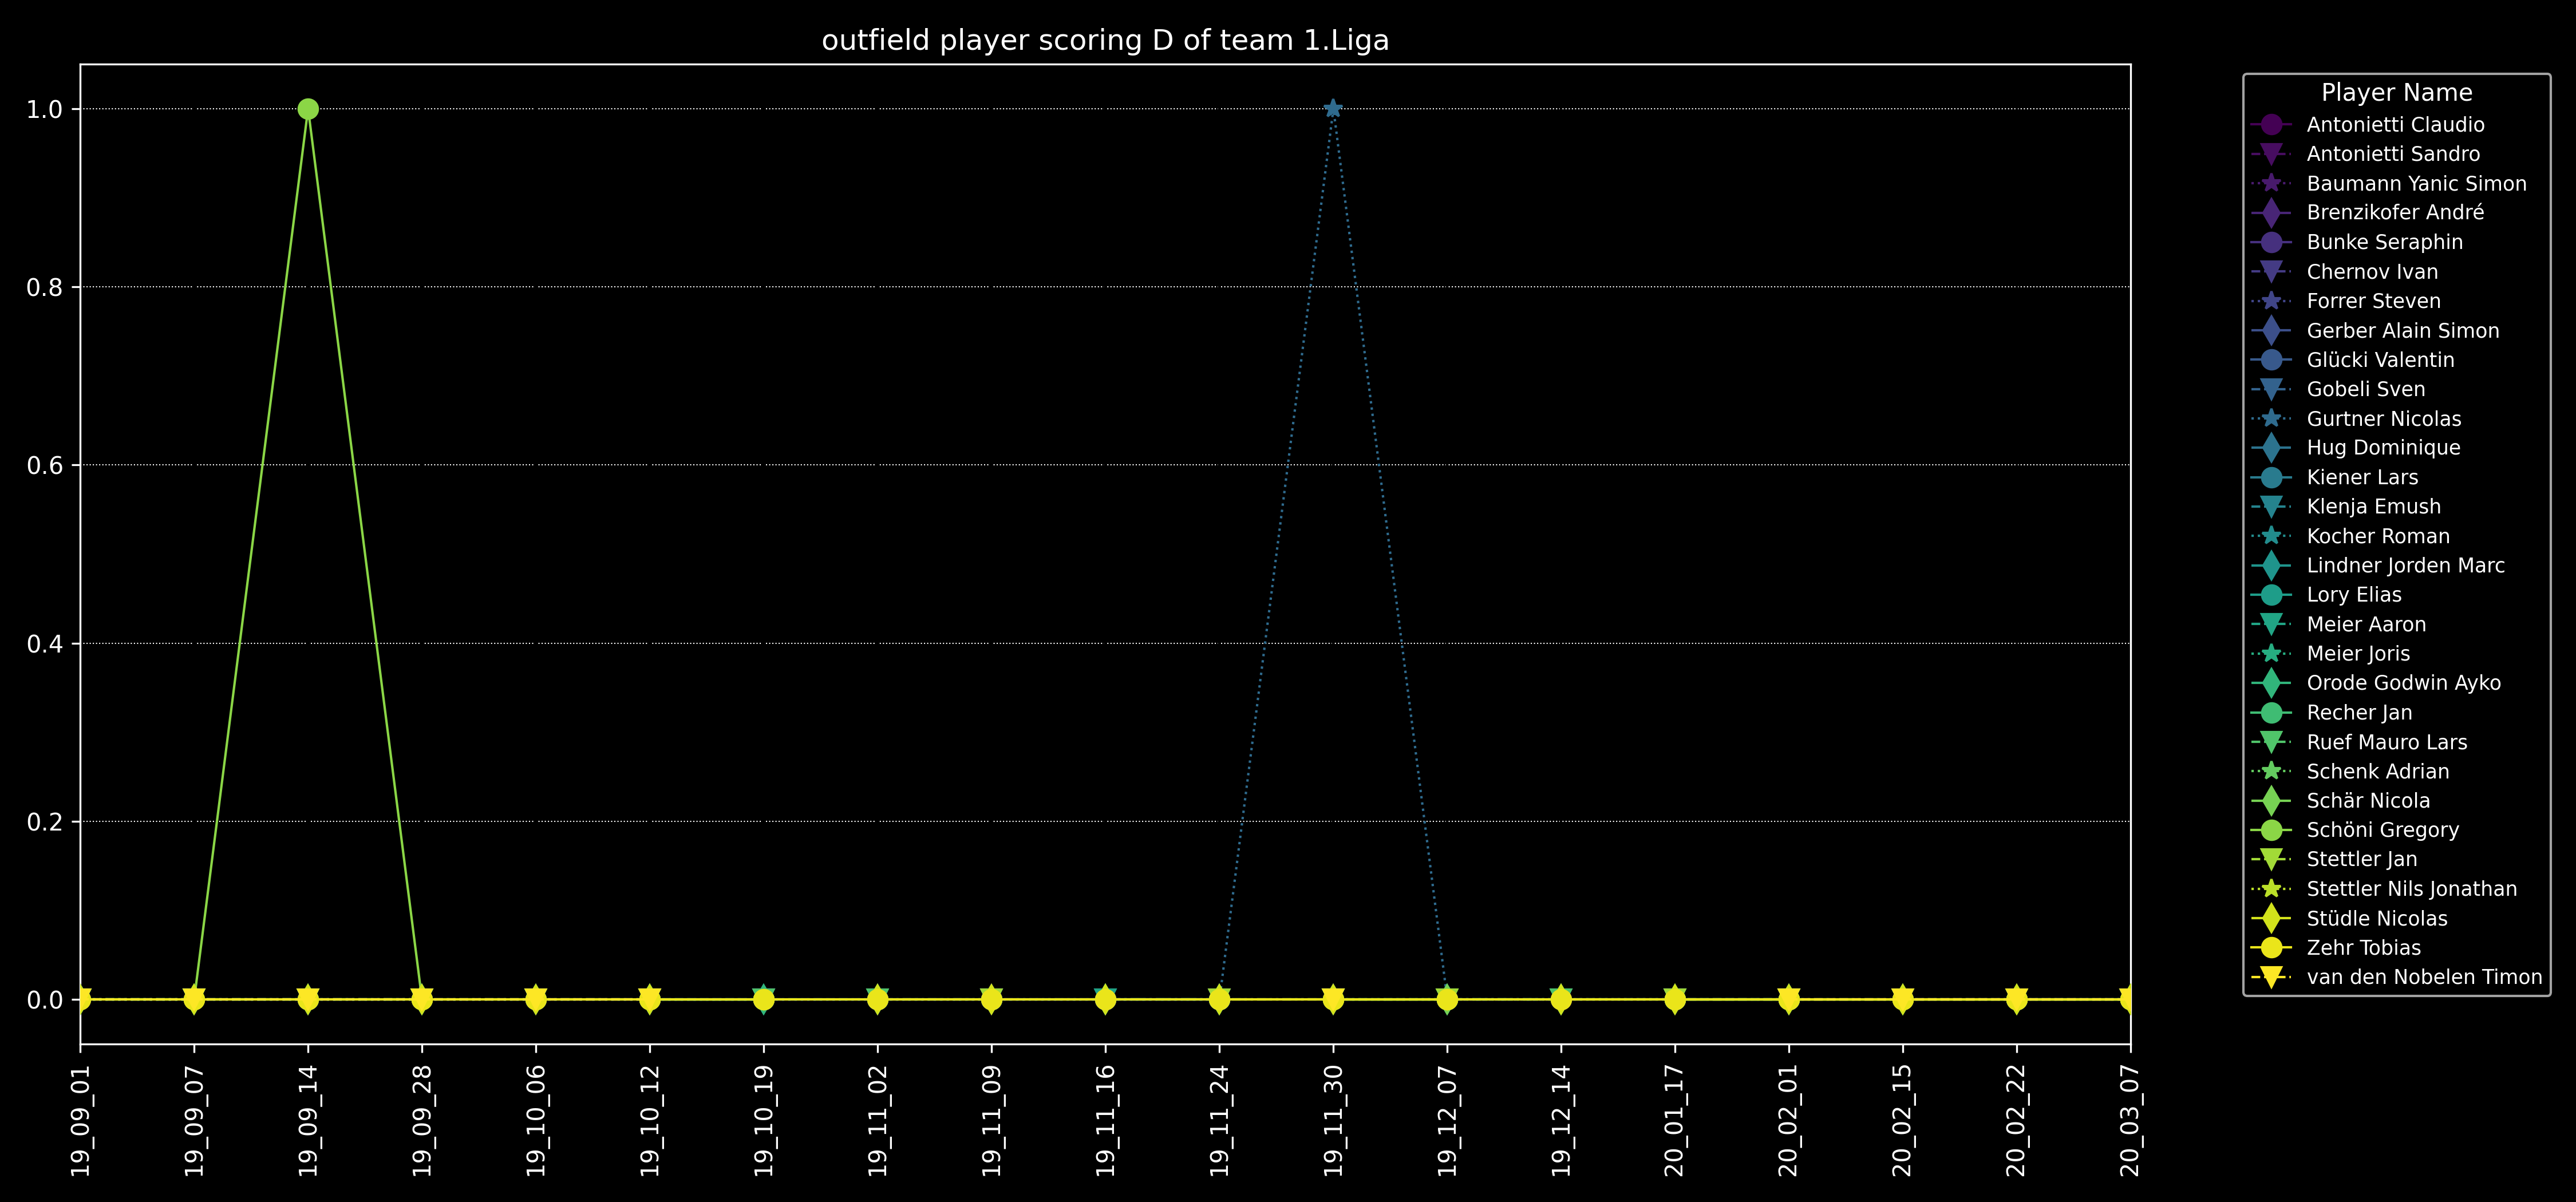 outfield player scoring D of team 1.Liga
1.0
0.8
0.6
0.4
0.2
0.0
19_09_01
19_09_07
19_09_14
19_09_28
19_10_06
19_10_12
19_10_19
19_11_02
19_11_09
19_11_16
19_11_24
19_11_30
19_12_07
19_12_14
20_01_17
20_02_01
20_02_15
20_02_22
20_03_07
Player Name
Antonietti Claudio
Antonietti Sandro
Baumann Yanic Simon
Brenzikofer André
Bunke Seraphin
Chernov Ivan
Forrer Steven
Gerber Alain Simon
Glücki Valentin
Gobeli Sven
Gurtner Nicolas
Hug Dominique
Kiener Lars
Klenja Emush
Kocher Roman
Lindner Jorden Marc
Lory Elias
Meier Aaron
Meier Joris
Orode Godwin Ayko
Recher Jan
Ruef Mauro Lars
Schenk Adrian
Schär Nicola
Schöni Gregory
Stettler Jan
Stettler Nils Jonathan
Stüdle Nicolas
Zehr Tobias
van den Nobelen Timon